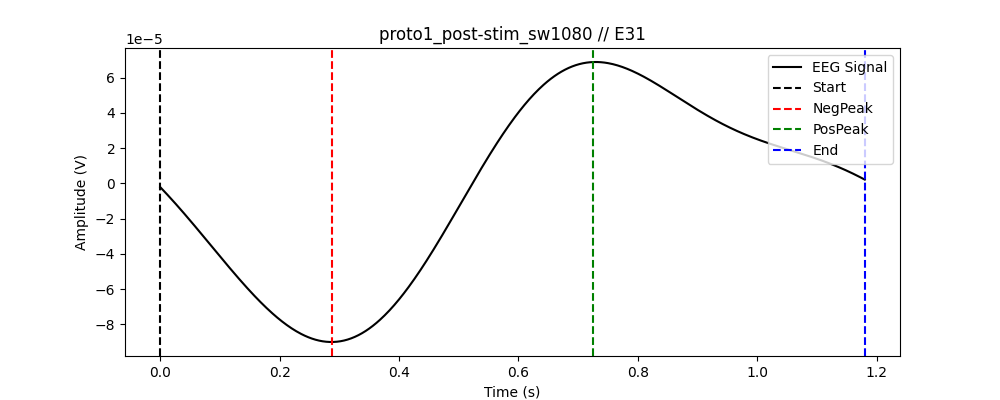 proto1_post-stim_sw1080 // E31
1e−5
6
4
2
0
−2
−4
−6
−8
Amplitude (V)
EEG Signal
Start
NegPeak
PosPeak
End
0.0 0.2 0.4 0.6 0.8 1.0 1.2
Time (s)